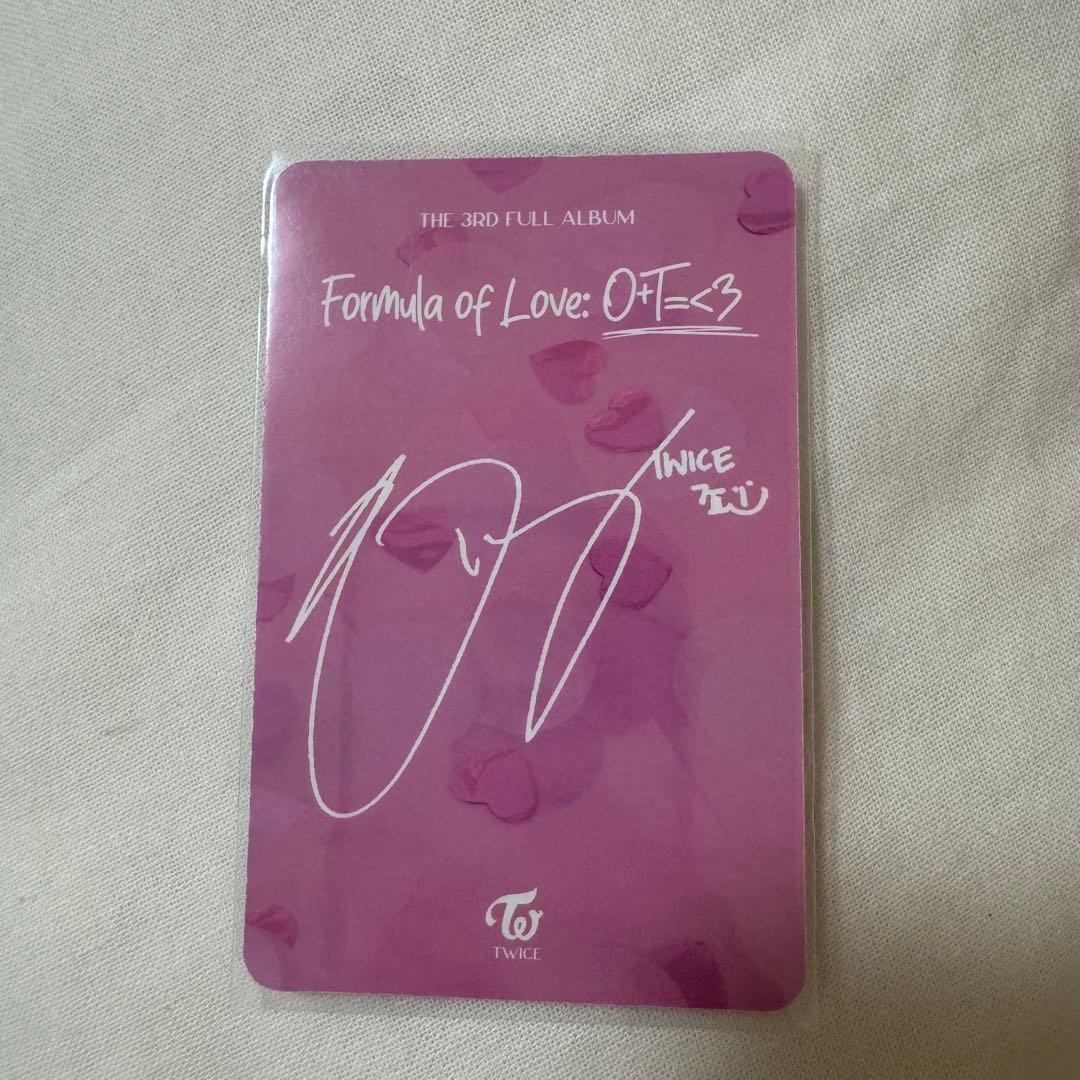 THE 3RD FULL ALBUM
Formula of Love: O+T=<3
TWICE
TWICE